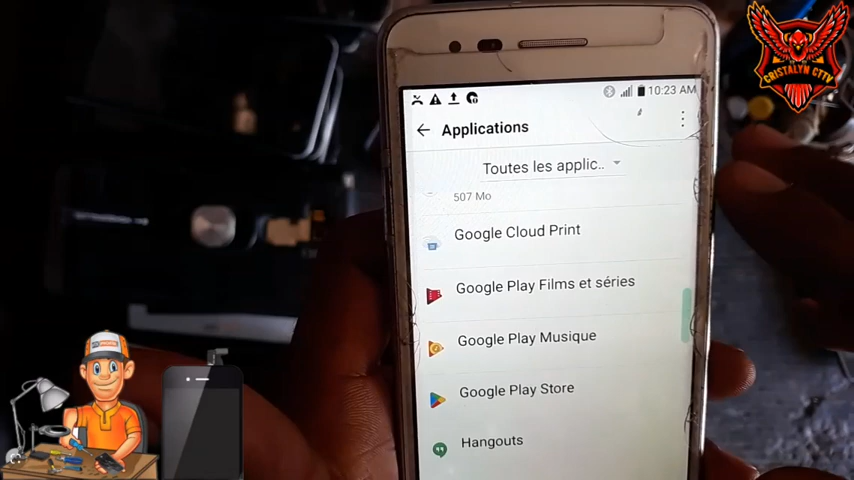 CRISTALYN CTTV
10:23 AM
Applications
Toutes les applic..
507 Mo
Google Cloud Print
Google Play Films et séries
Google Play Musique
Google Play Store
Hangouts